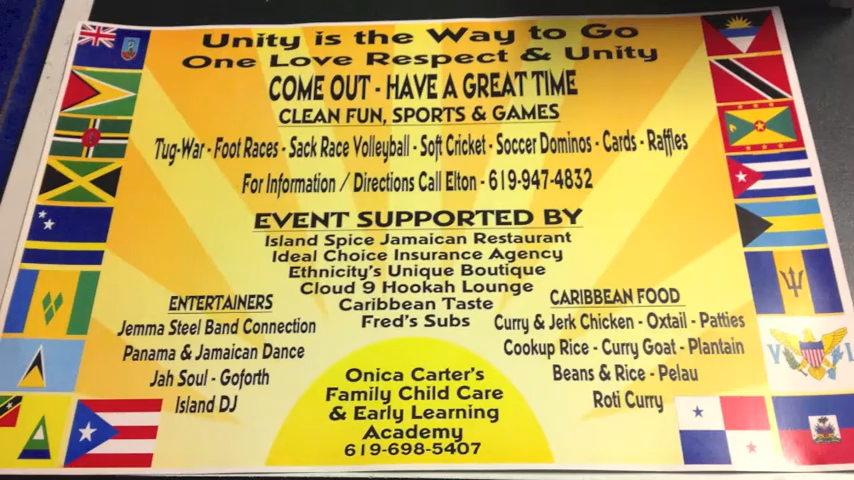 Unity is the Way to Go
One Love Respect & Unity
COME OUT - HAVE A GREAT TIME
CLEAN FUN, SPORTS & GAMES
Tug-War - Foot Races - Sack Race Volleyball - Soft Cricket - Soccer Dominos - Cards - Raffles
For Information / Directions Call Elton - 619-947-4832
EVENT SUPPORTED BY
Island Spice Jamaican Restaurant
Ideal Choice Insurance Agency
Ethnicity's Unique Boutique
Cloud 9 Hookah Lounge
Caribbean Taste
Fred's Subs
ENTERTAINERS
Jemma Steel Band Connection
Panama & Jamaican Dance
Jah Soul - Goforth
Island DJ
CARIBBEAN FOOD
Curry & Jerk Chicken - Oxtail - Patties
Cookup Rice - Curry Goat - Plantain
Beans & Rice - Pelau
Roti Curry
Onica Carter's
Family Child Care
& Early Learning
Academy
619-698-5407
V I